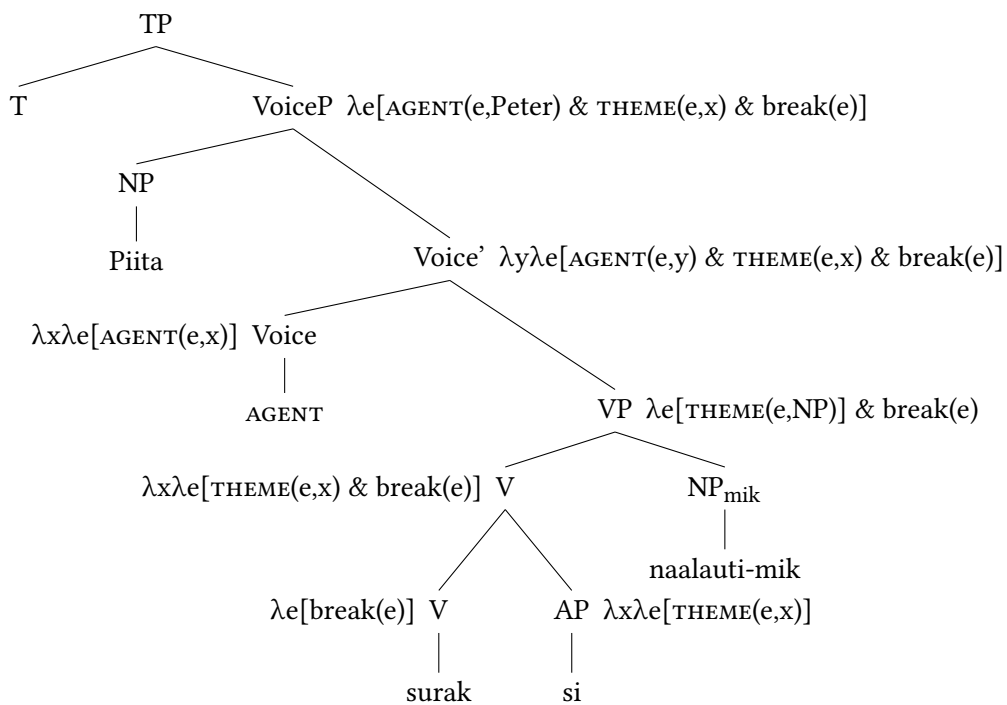 TP
T VoiceP λe[AGENT(e,Peter) & THEME(e,x) & break(e)]
NP
Piita Voice’ λyλe[AGENT(e,y) & THEME(e,x) & break(e)]
λxλe[AGENT(e,x)] Voice
AGENT VP λe[THEME(e,NP)] & break(e)
λxλe[THEME(e,x) & break(e)] V NPmik
naalauti-mik
λe[break(e)] V AP λxλe[THEME(e,x)]
surak si